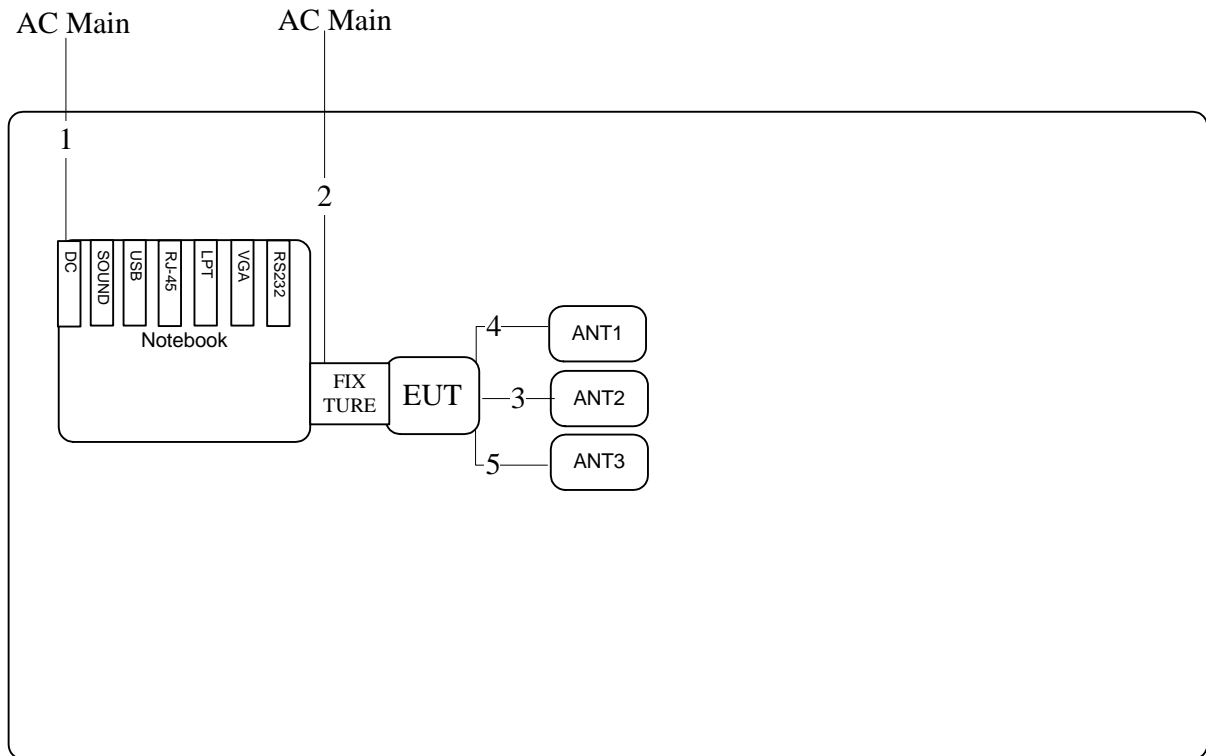 AC Main
AC Main
1
2
DC
SOUND
USB
RJ-45
LPT
VGA
RS232
Notebook
FIX
TURE
EUT
4
ANT1
3
ANT2
5
ANT3